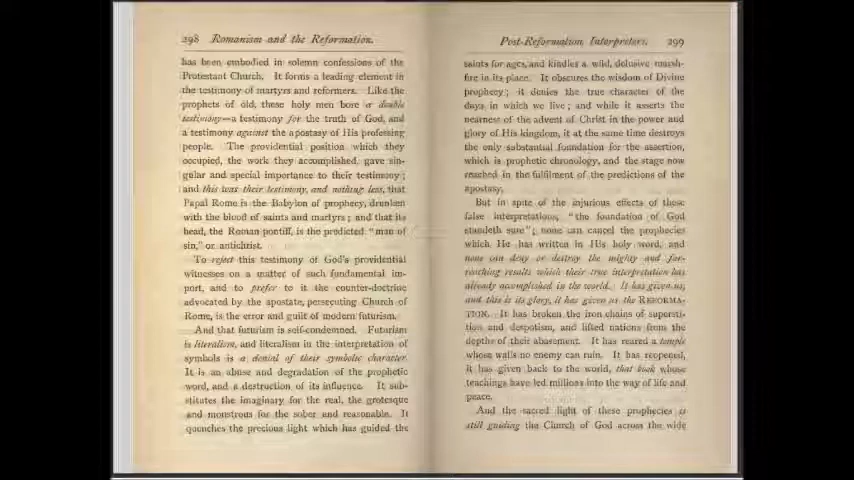 298 Romanism and the Reformation.
has been embodied in solemn confessions of the
Protestant Church. It forms a leading element in
the testimony of martyrs and reformers. Like the
prophets of old, these holy men bore a double
testimony—a testimony for the truth of God, and
a testimony against the apostasy of His professing
people. The providential position which they
occupied, the work they accomplished, gave sin-
gular and special importance to their testimony;
and this was their testimony, and nothing less, that
Papal Rome is the Babylon of prophecy, drunken
with the blood of saints and martyrs; and that its
head, the Roman pontiff, is the predicted "man of
sin," or antichrist.
To reject this testimony of God's providential
witnesses on a matter of such fundamental im-
port, and to prefer to it the counter-doctrine
advocated by the apostate, persecuting Church of
Rome, is the error and guilt of modern futurism.
And that futurism is self-condemned. Futurism
is literalism, and literalism in the interpretation of
symbols is a denial of their symbolic character.
It is an abuse and degradation of the prophetic
word, and a destruction of its influence. It sub-
stitutes the imaginary for the real, the grotesque
and monstrous for the sober and reasonable. It
quenches the precious light which has guided the
Post-Reformation Interpreters. 299
saints for ages, and kindles a wild, delusive marsh-
fire in its place. It obscures the wisdom of Divine
prophecy; it denies the true character of the
days in which we live; and while it asserts the
nearness of the advent of Christ in the power and
glory of His kingdom, it at the same time destroys
the only substantial foundation for the assertion,
which is prophetic chronology, and the stage now
reached in the fulfilment of the predictions of the
apostasy.
But in spite of the injurious effects of these
false interpretations, "the foundation of God
standeth sure"; none can cancel the prophecies
which He has written in His holy word, and
none can deny or destroy the mighty and far-
reaching results which their true interpretation has
already accomplished in the world. It has given us,
and this is its glory, it has given us the REFORMA-
TION. It has broken the iron chains of supersti-
tion and despotism, and lifted nations from the
depths of their abasement. It has reared a temple
whose walls no enemy can ruin. It has reopened,
it has given back to the world, that book whose
teachings have led millions into the way of life and
peace.
And the sacred light of these prophecies is
still guiding the Church of God across the wide